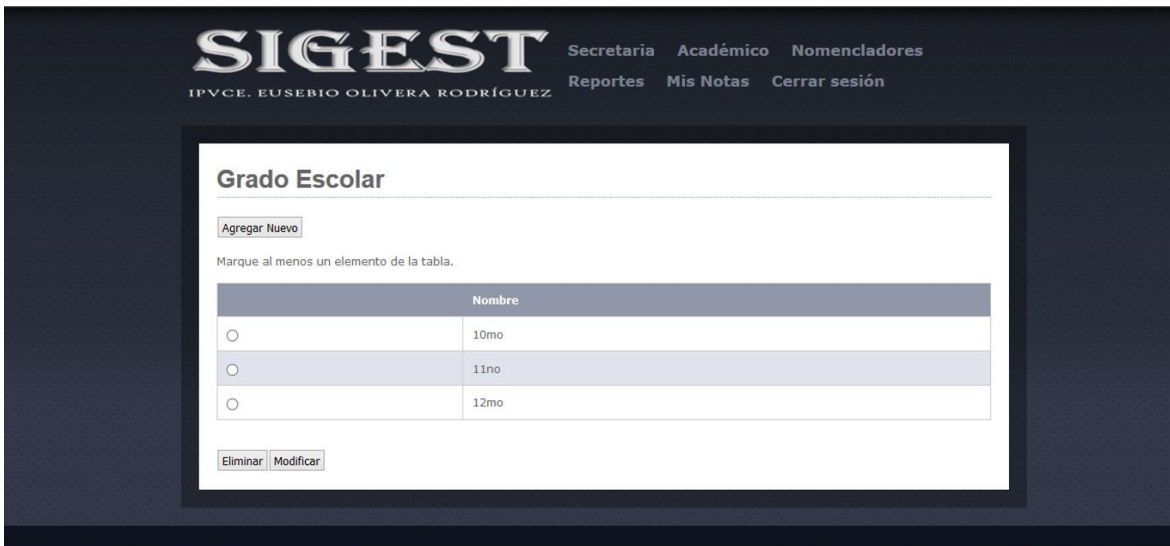 SIGEST
IPVCE. EUSEBIO OLIVERA RODRÍGUEZ
Secretaria Académico Nomencladores
Reportes Mis Notas Cerrar sesión
Grado Escolar
Agregar Nuevo
Marque al menos un elemento de la tabla.
Nombre
10mo
11no
12mo
Eliminar Modificar